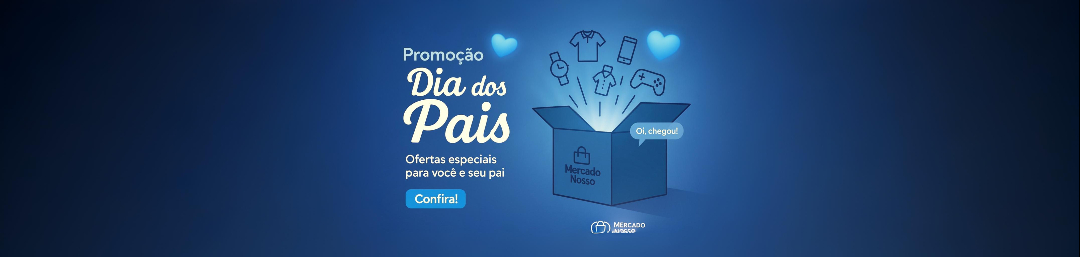 Promoção
Dia dos
Pais
Ofertas especiais
para você e seu pai
Confira!
Oi, chegou!
Mercado
Nosso
MERCADO